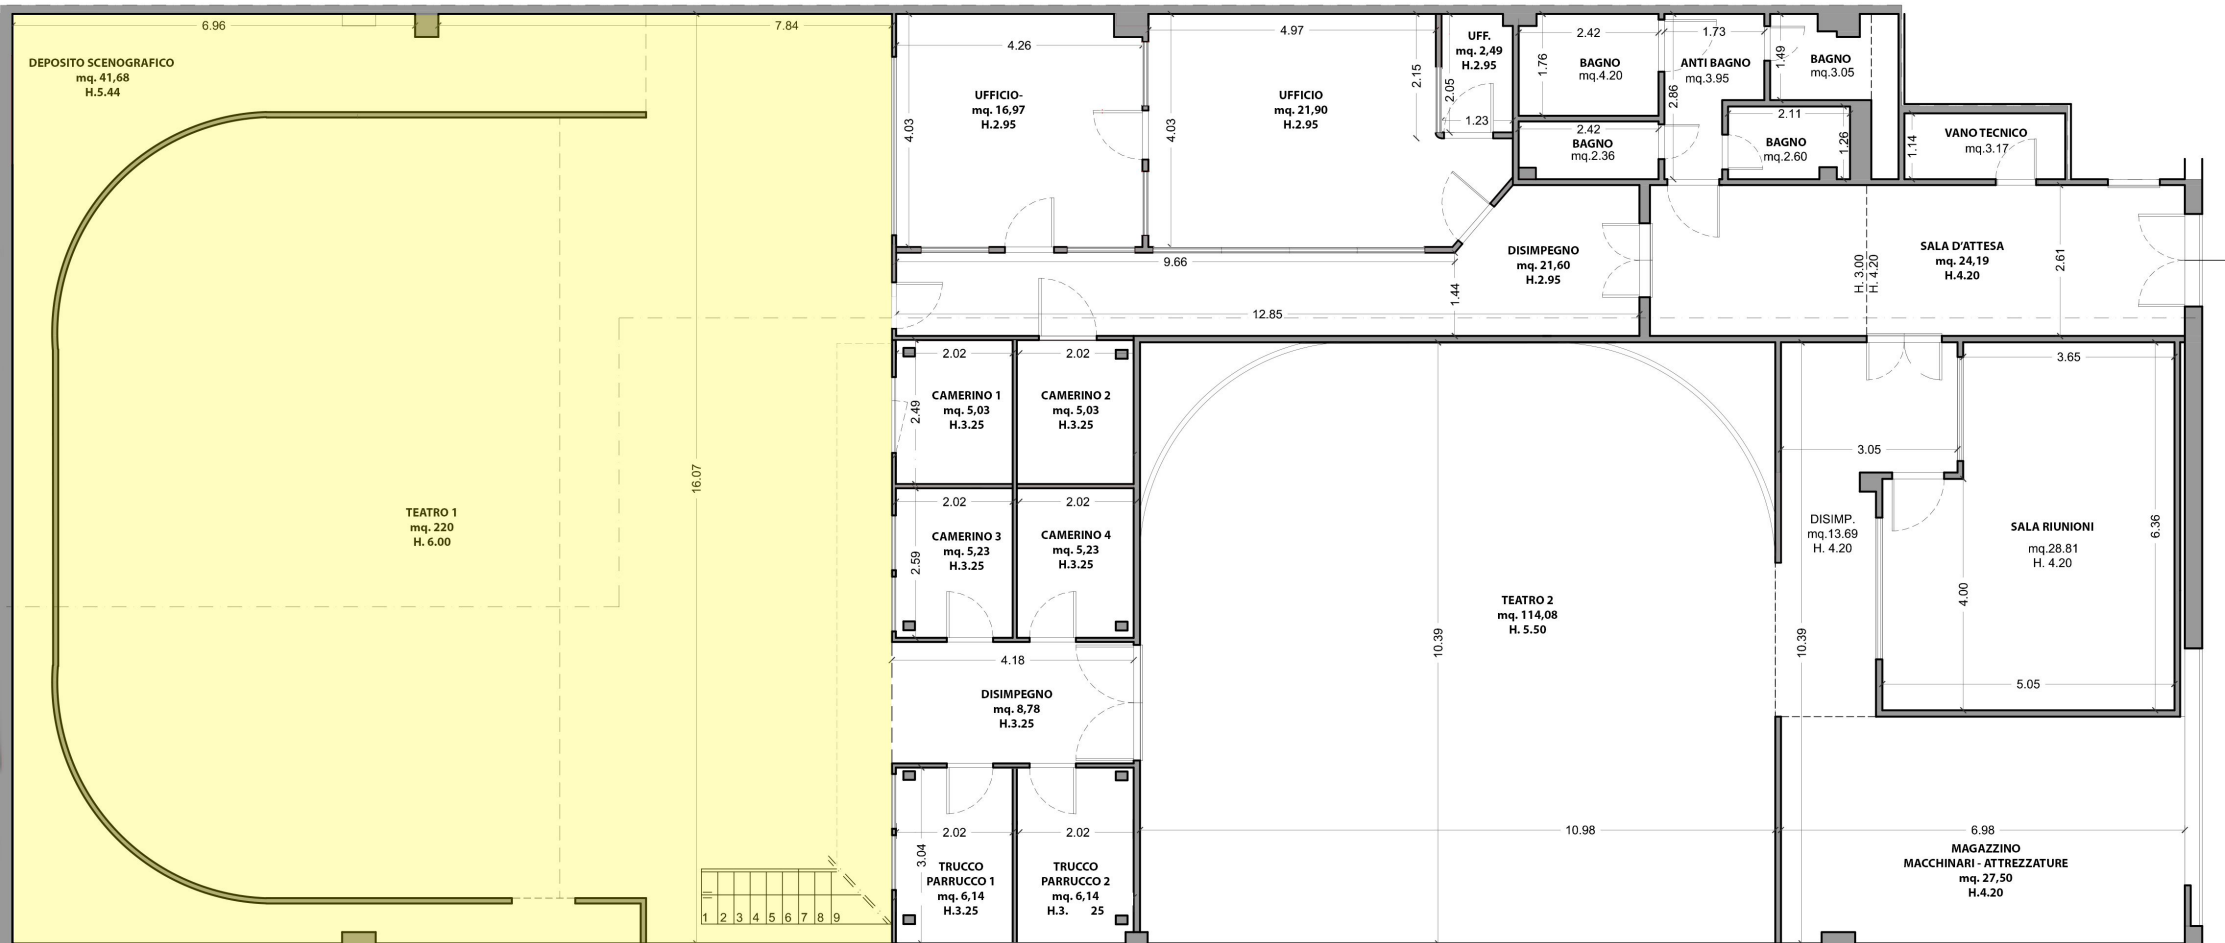 6.96
7.84
DEPOSITO SCENOGRAFICO
mq. 41,68
H.5.44
TEATRO 1
mq. 220
H. 6.00
16.07
1 2 3 4 5 6 7 8 9
4.26
UFFICIO-
mq. 16,97
H.2.95
4.03
4.97
UFFICIO
mq. 21,90
H.2.95
4.03
2.15
UFF.
mq. 2,49
H.2.95
2.05
1.23
2.42
1.76
BAGNO
mq.4.20
2.42
BAGNO
mq.2.36
1.73
ANTI BAGNO
mq.3.95
2.86
1.49
BAGNO
mq.3.05
2.11
BAGNO
mq.2.60
1.26
1.14
VANO TECNICO
mq.3.17
9.66
1.44
12.85
DISIMPEGNO
mq. 21,60
H.2.95
H. 3.00
H. 4.20
SALA D'ATTESA
mq. 24,19
H.4.20
2.61
2.02
CAMERINO 1
mq. 5,03
H.3.25
2.49
2.02
CAMERINO 2
mq. 5,03
H.3.25
2.02
CAMERINO 3
mq. 5,23
H.3.25
2.59
2.02
CAMERINO 4
mq. 5,23
H.3.25
4.18
DISIMPEGNO
mq. 8,78
H.3.25
2.02
3.04
TRUCCO
PARRUCCO 1
mq. 6,14
H.3.25
2.02
TRUCCO
PARRUCCO 2
mq. 6,14
H.3. 25
TEATRO 2
mq. 114,08
H. 5.50
10.39
10.98
3.05
DISIMP.
mq.13.69
H. 4.20
10.39
3.65
SALA RIUNIONI
mq.28.81
H. 4.20
6.36
4.00
5.05
6.98
MAGAZZINO
MACCHINARI - ATTREZZATURE
mq. 27,50
H.4.20